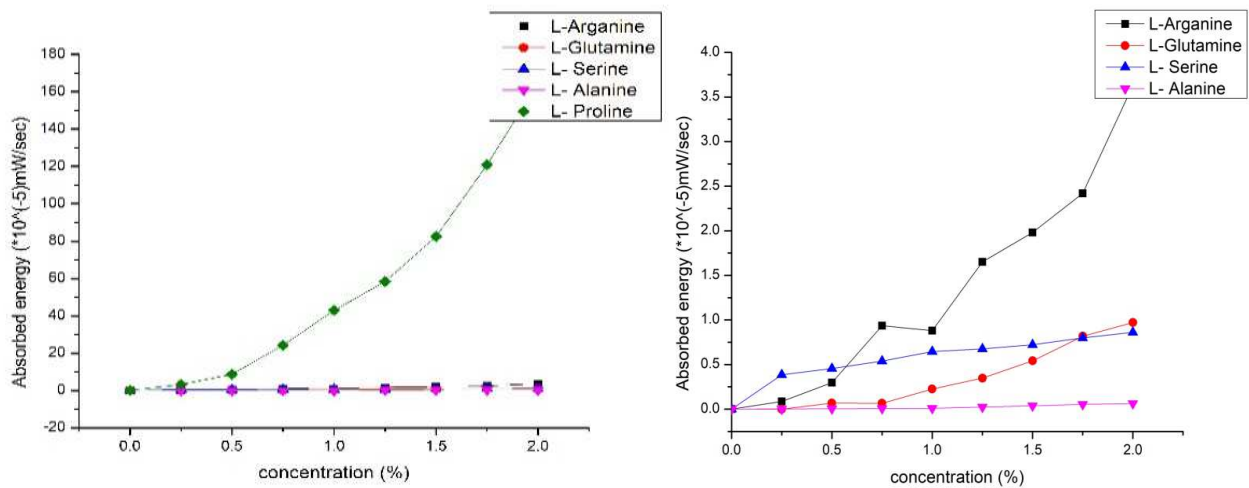 L-Arganine
L-Glutamine
L- Serine
L- Alanine
L- Proline
180
160
140
120
100
80
60
40
20
0
-20
Absorbed energy (*10^(-5)mW/sec)
0.0 0.5 1.0 1.5 2.0
concentration (%)
L-Arganine
L-Glutamine
L- Serine
L- Alanine
4.0
3.5
3.0
2.5
2.0
1.5
1.0
0.5
0.0
Absorbed energy (*10^(-5)mW/sec)
0.0 0.5 1.0 1.5 2.0
concentration (%)